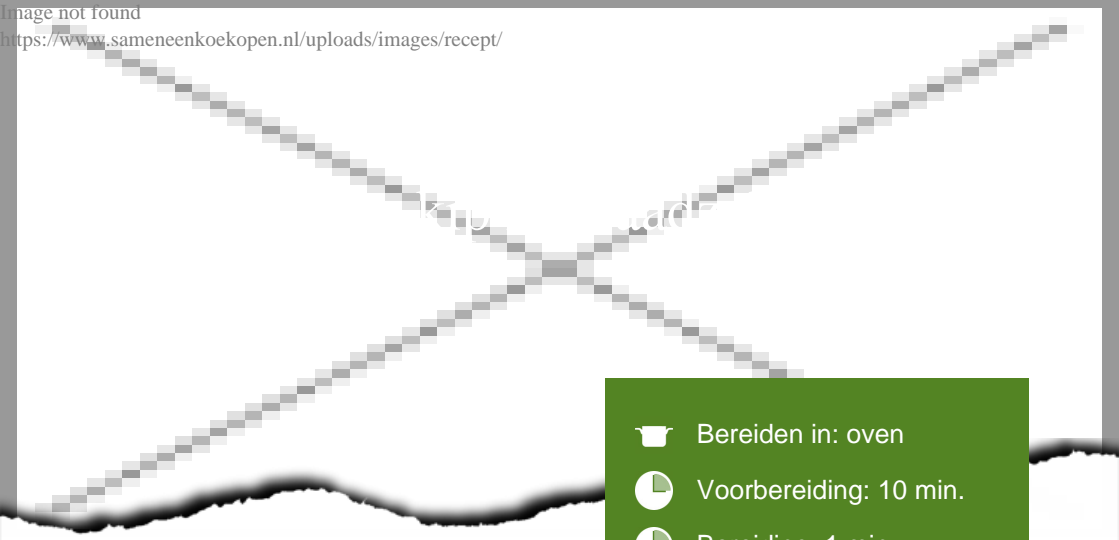 Image not found
https://www.sameneenkoekopen.nl/uploads/images/recept/
Bereiden in: oven
Voorbereiding: 10 min.